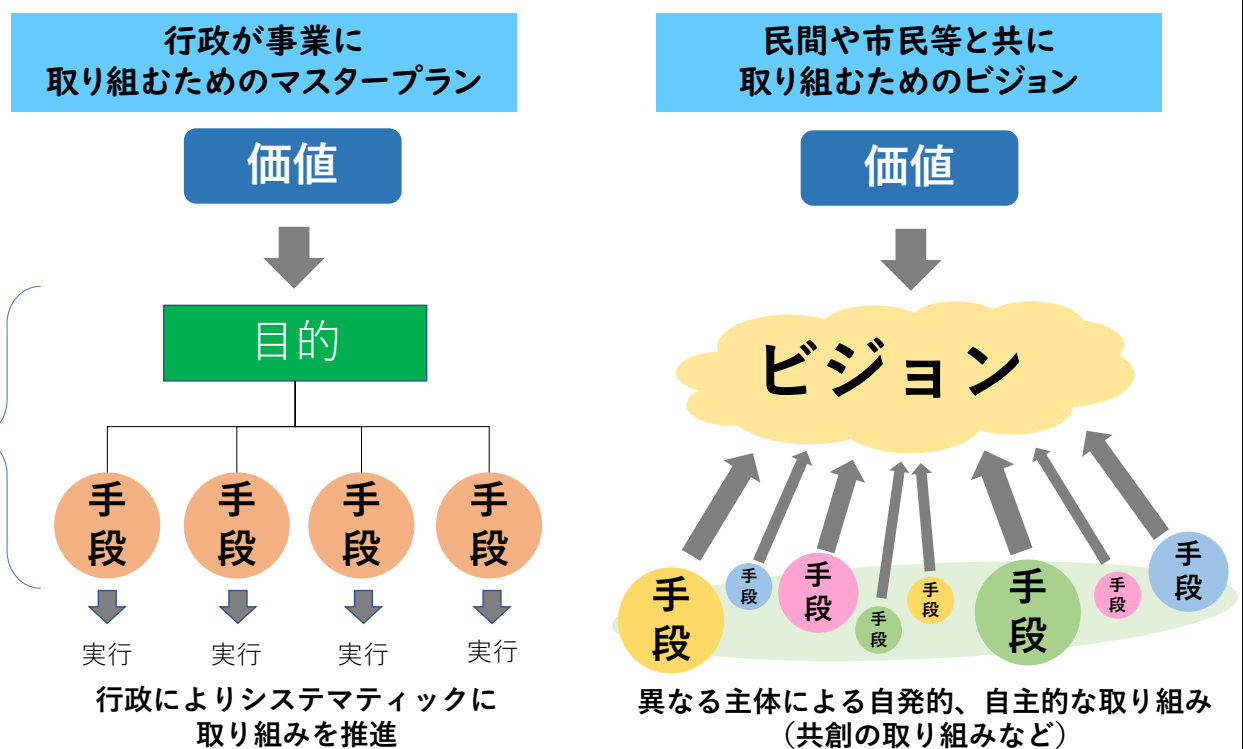 行政が事業に
取り組むためのマスタープラン
価値
目的
手段
手段
手段
手段
実行
実行
実行
実行
行政によりシステマティックに
取り組みを推進
民間や市民等と共に
取り組むためのビジョン
価値
ビジョン
手段
手段
手段
手段
手段
手段
手段
手段
異なる主体による自発的、自主的な取り組み
（共創の取り組みなど）